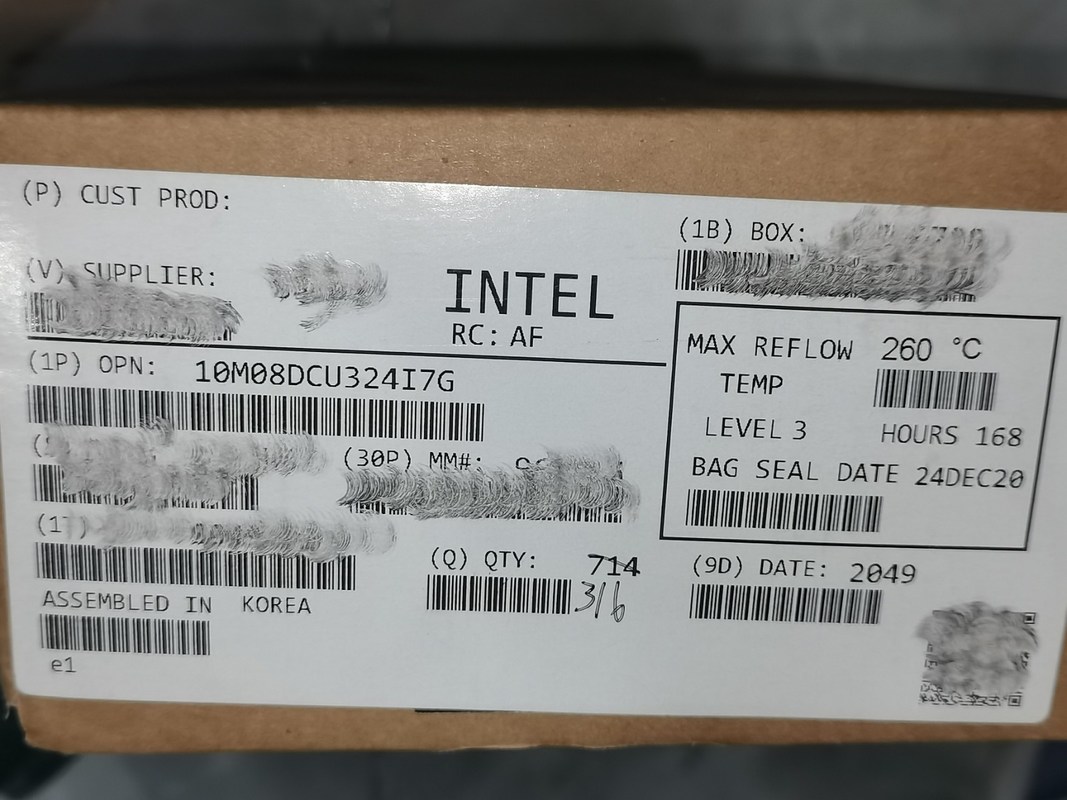 (P) CUST PROD:
(1B) BOX:
(V) SUPPLIER:
INTEL
RC: AF
MAX REFLOW 260 °C
TEMP
LEVEL 3 HOURS 168
BAG SEAL DATE 24DEC20
(1P) OPN: 10M08DCU324I7G
(30P) MM#:
(1T)
(Q) QTY: 714
316
(9D) DATE: 2049
ASSEMBLED IN KOREA
e1